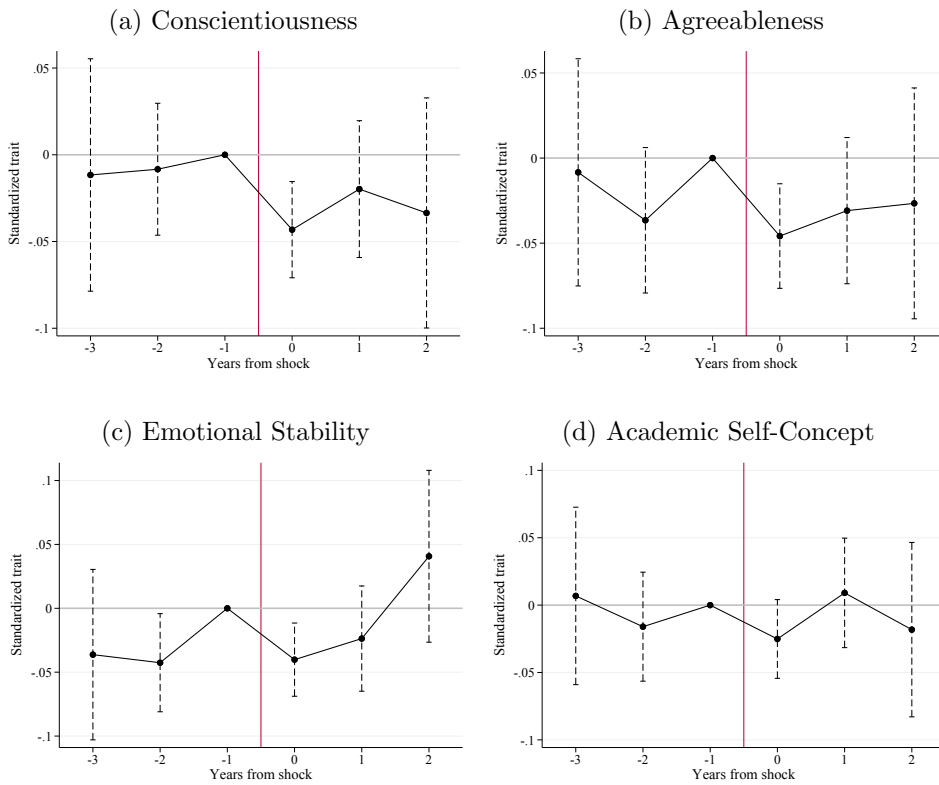 (a) Conscientiousness
.05
0
-.05
-.1
Standardized trait
-3 -2 -1 0 1 2
Years from shock
(b) Agreeableness
.05
0
-.05
-.1
Standardized trait
-3 -2 -1 0 1 2
Years from shock
(c) Emotional Stability
.1
.05
0
-.05
-.1
Standardized trait
-3 -2 -1 0 1 2
Years from shock
(d) Academic Self-Concept
.1
.05
0
-.05
-.1
Standardized trait
-3 -2 -1 0 1 2
Years from shock